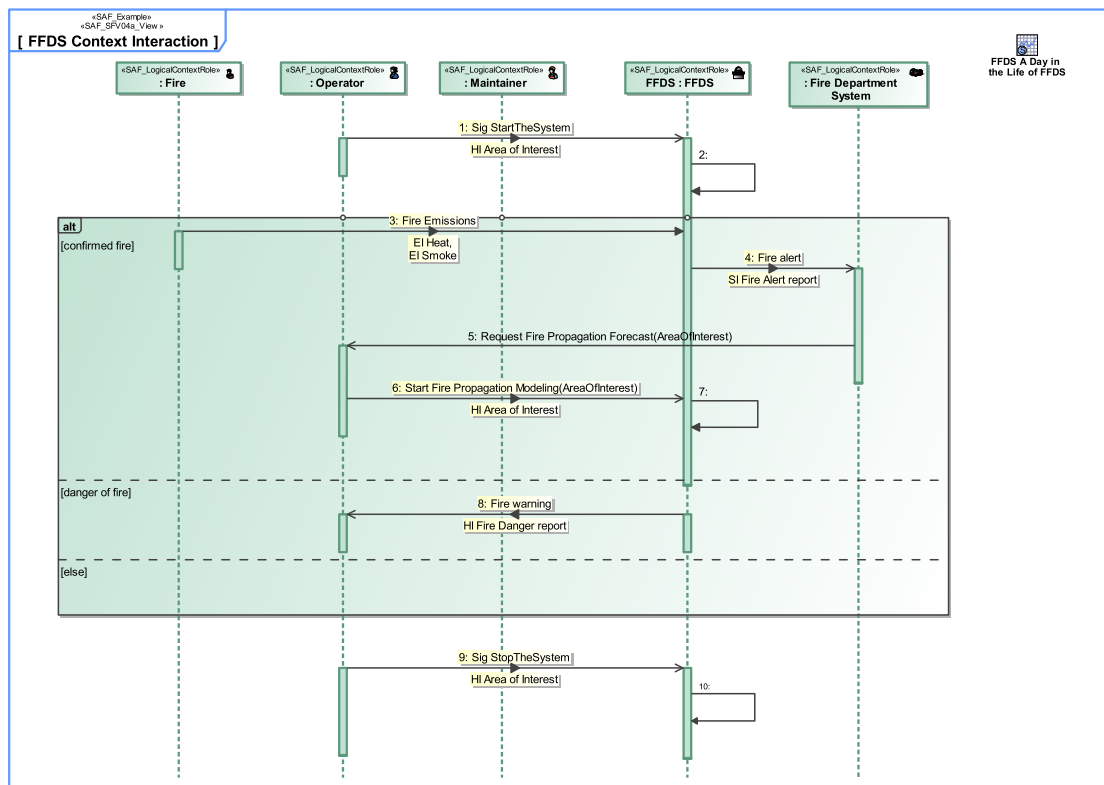 «SAF_Example»
«SAF_SFV04a_View »
[ FFDS Context Interaction ]
FFDS A Day in
the Life of FFDS
«SAF_LogicalContextRole»
: Fire
«SAF_LogicalContextRole»
: Operator
«SAF_LogicalContextRole»
: Maintainer
«SAF_LogicalContextRole»
FFDS : FFDS
«SAF_LogicalContextRole»
: Fire Department
System
1: Sig StartTheSystem
HI Area of Interest
2:
alt
[confirmed fire]
3: Fire Emissions
EI Heat,
EI Smoke
4: Fire alert
SI Fire Alert report
5: Request Fire Propagation Forecast(AreaOfInterest)
6: Start Fire Propagation Modeling(AreaOfInterest)
HI Area of Interest
7:
[danger of fire]
8: Fire warning
HI Fire Danger report
[else]
9: Sig StopTheSystem
HI Area of Interest
10: